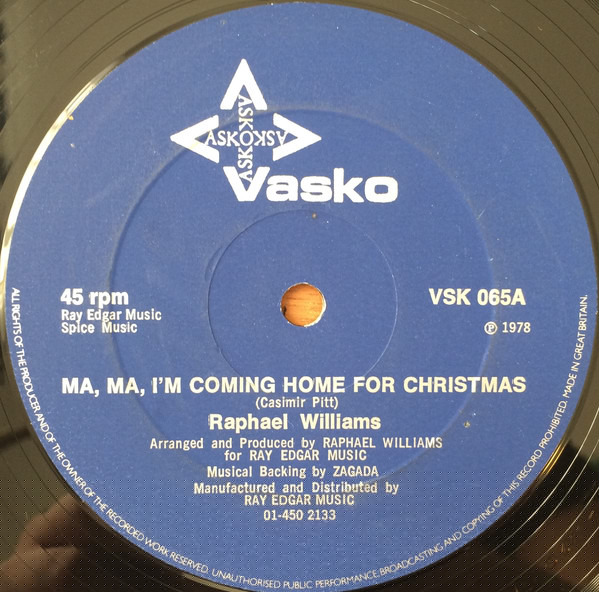 VASKOKSAV
VASKOKSAV
Vasko
45 rpm
Ray Edgar Music
Spice Music
VSK 065A
℗ 1978
MA, MA, I'M COMING HOME FOR CHRISTMAS
(Casimir Pitt)
Raphael Williams
Arranged and Produced by RAPHAEL WILLIAMS
for RAY EDGAR MUSIC
Musical Backing by ZAGADA
Manufactured and Distributed by
RAY EDGAR MUSIC
01-450 2133
ALL RIGHTS OF THE PRODUCER AND OF THE OWNER OF THE RECORDED WORK RESERVED. UNAUTHORISED PUBLIC PERFORMANCE, BROADCASTING AND COPYING OF THIS RECORD PROHIBITED. MADE IN GREAT BRITAIN.